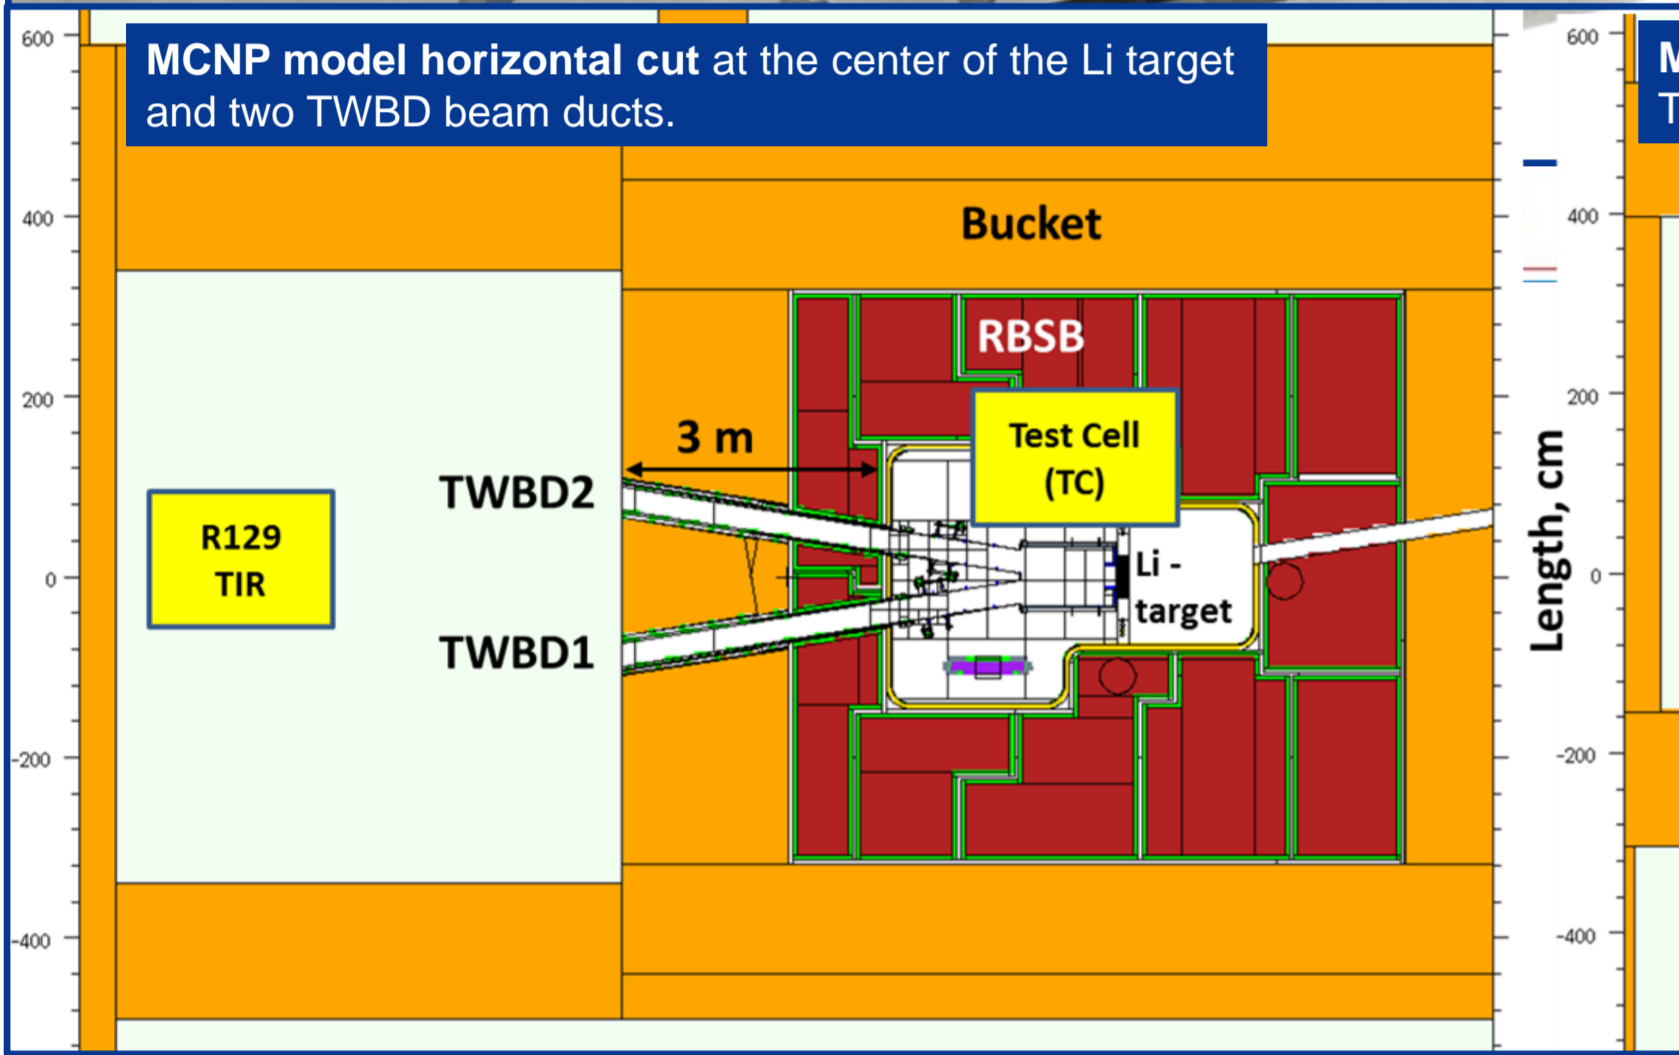 MCNP model horizontal cut at the center of the Li target
and two TWBD beam ducts.
M
T
600
400
200
0
-200
-400
Bucket
RBSB
3 m
Test Cell
(TC)
TWBD2
R129
TIR
TWBD1
Li -
target
600
400
200
0
-200
-400
Length, cm